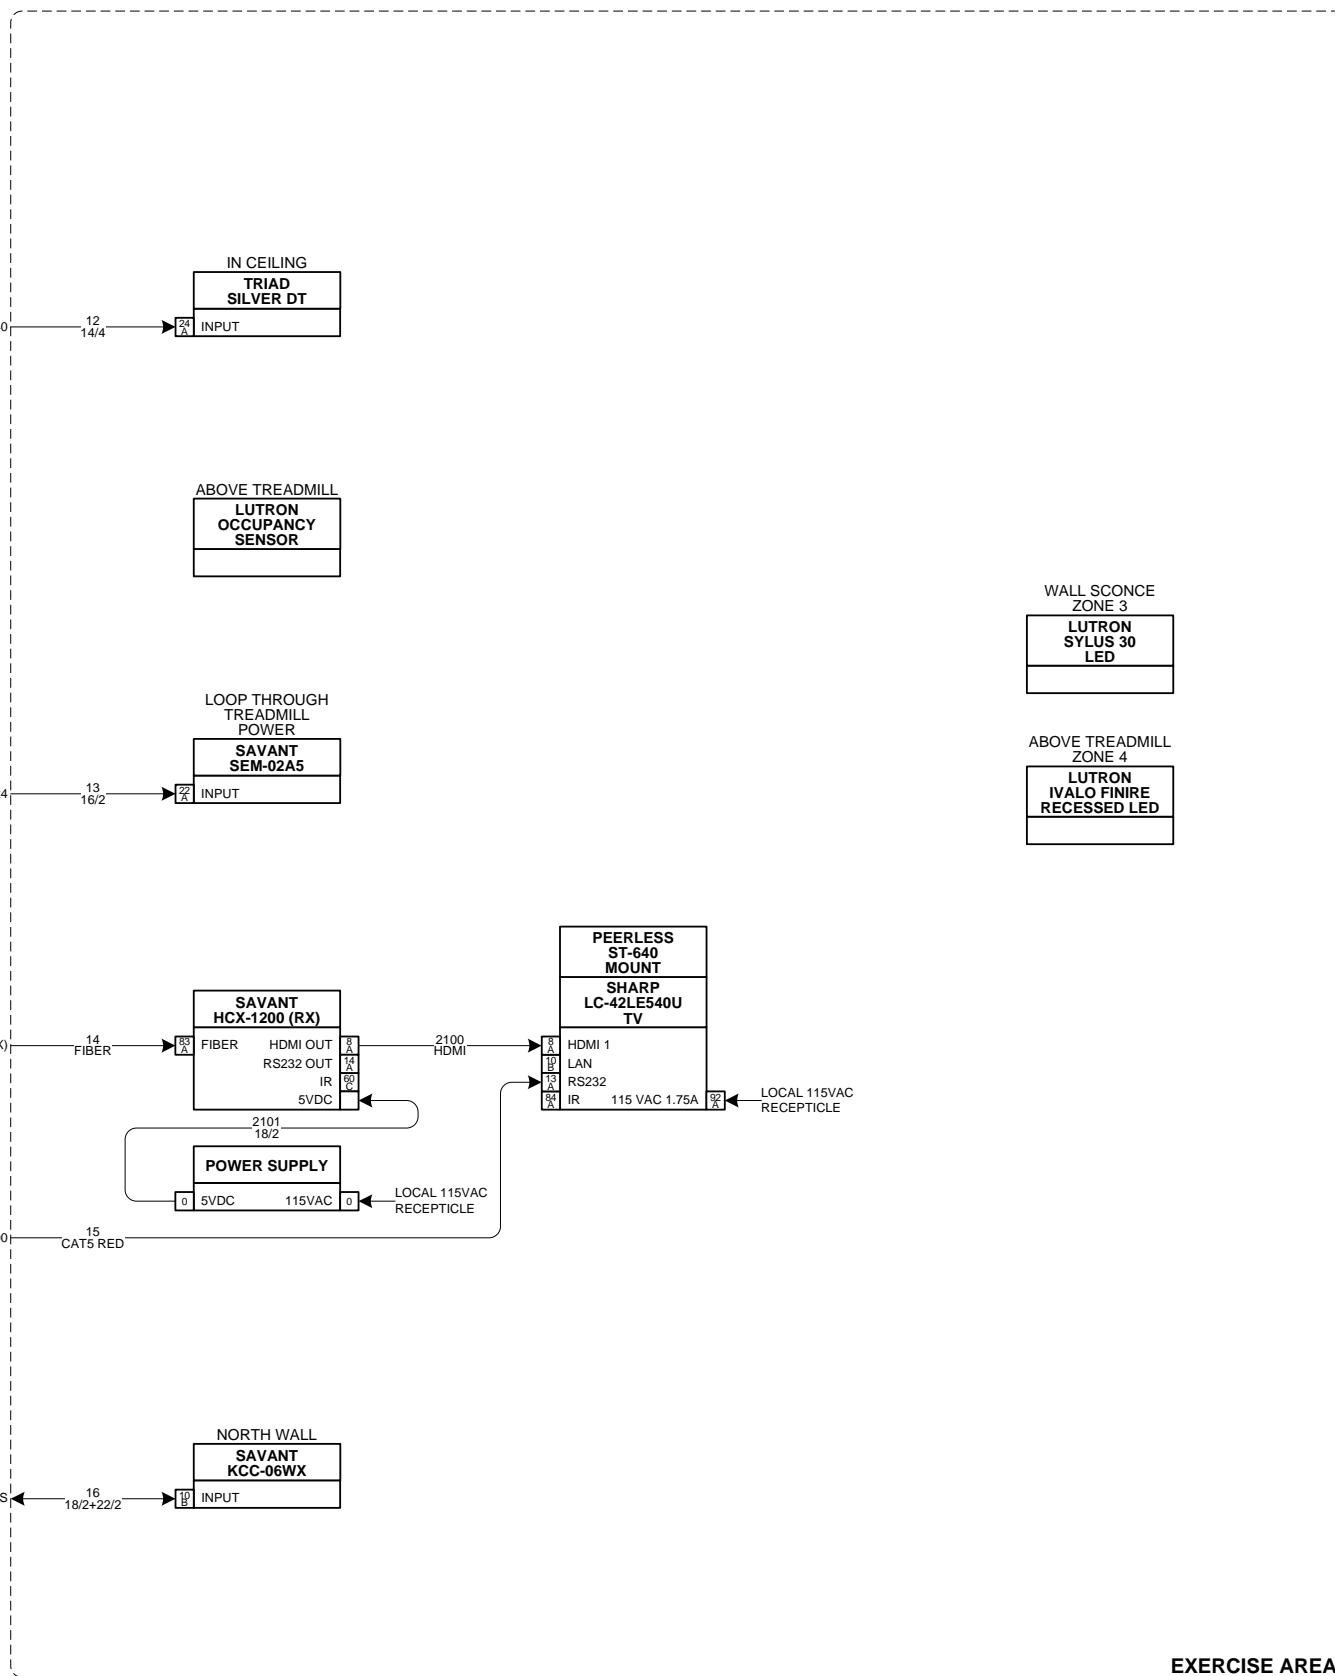 IN CEILING
TRIAD
SILVER DT
0
12
14/4
24
A
INPUT
ABOVE TREADMILL
LUTRON
OCCUPANCY
SENSOR
WALL SCONCE
ZONE 3
LUTRON
SYLUS 30
LED
LOOP THROUGH
TREADMILL
POWER
SAVANT
SEM-02A5
4
13
16/2
22
A
INPUT
ABOVE TREADMILL
ZONE 4
LUTRON
IVALO FINIRE
RECESSED LED
PEERLESS
ST-640
MOUNT
SHARP
LC-42LE540U
TV
SAVANT
HCX-1200 (RX)
X)
14
FIBER
83
A
FIBER
HDMI OUT
8
A
RS232 OUT
14
A
IR
60
C
5VDC
2100
HDMI
8
A
HDMI 1
10
B
LAN
13
A
RS232
84
A
IR
115 VAC 1.75A
92
A
LOCAL 115VAC
RECEPTICLE
2101
18/2
POWER SUPPLY
0
5VDC
115VAC
0
LOCAL 115VAC
RECEPTICLE
0
15
CAT5 RED
NORTH WALL
SAVANT
KCC-06WX
S
16
18/2+22/2
10
B
INPUT
EXERCISE AREA